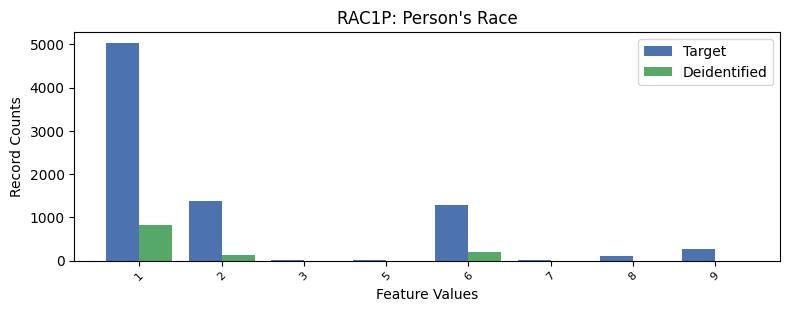 RAC1P: Person's Race
Target
Deidentified
Record Counts
5000
4000
3000
2000
1000
0
1 2 3 5 6 7 8 9
Feature Values